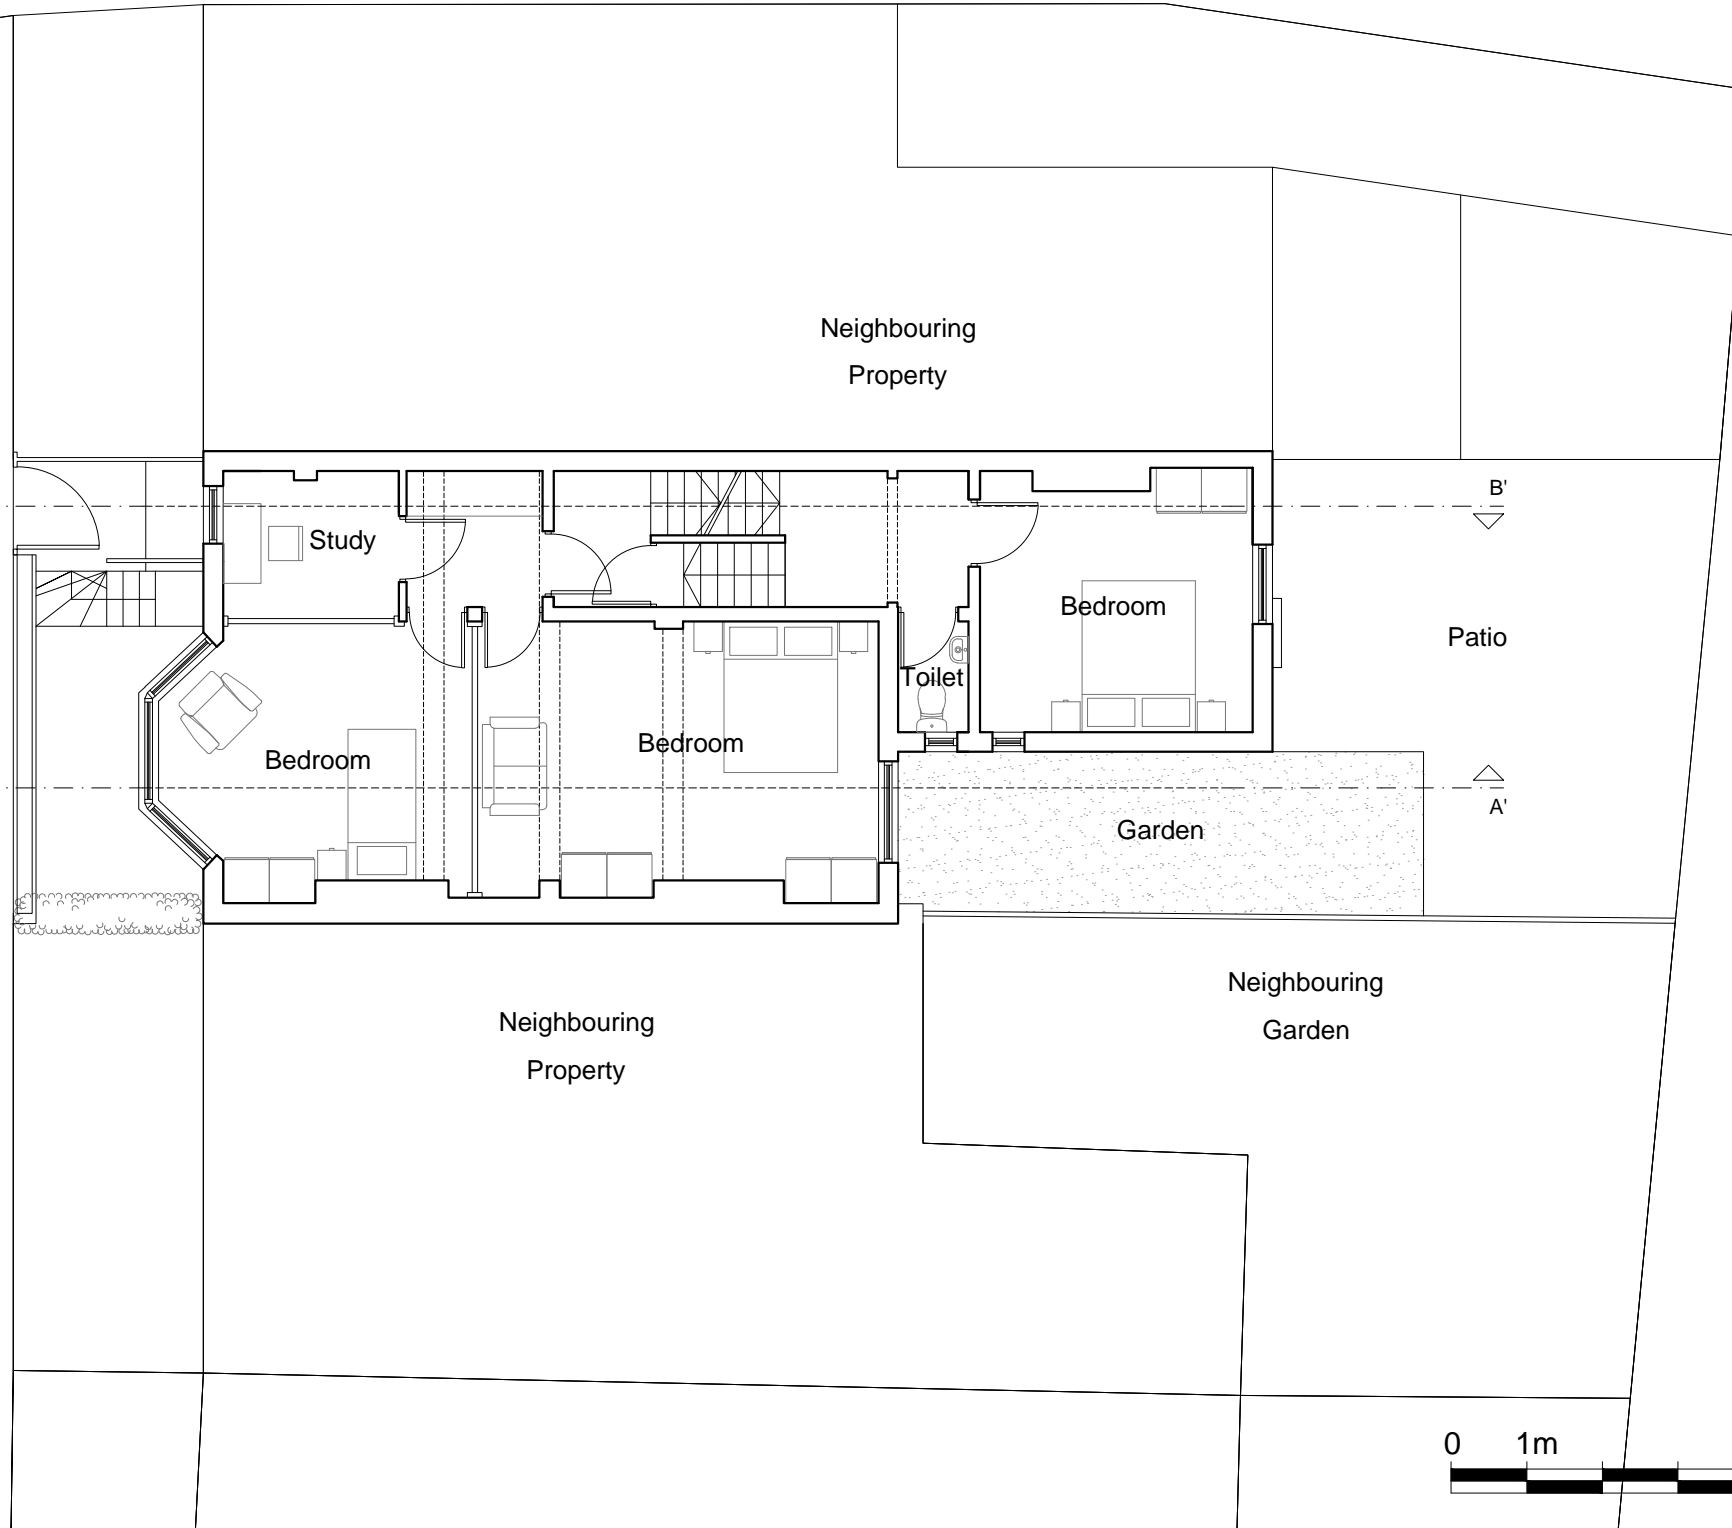 Neighbouring
Property
B'
Study
Bedroom
Patio
Toilet
Bedroom
Bedroom
A'
Garden
Neighbouring
Garden
Neighbouring
Property
0 1m